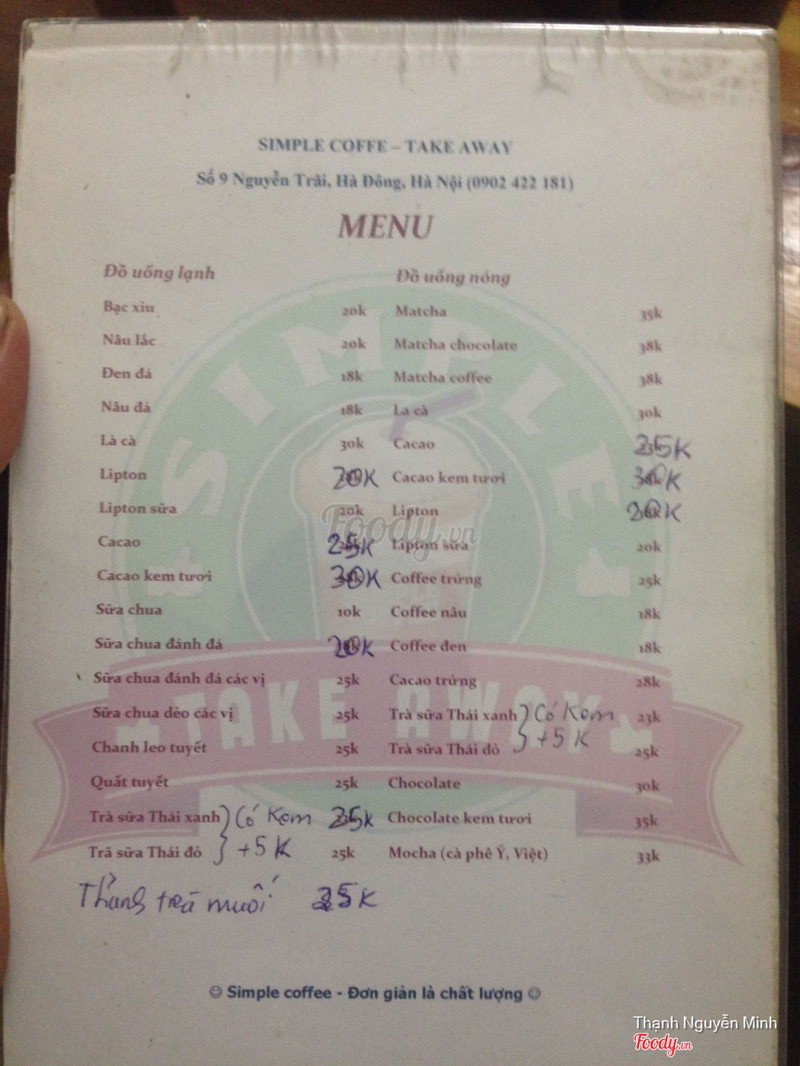 SIMPLE COFFE – TAKE AWAY
Số 9 Nguyễn Trãi, Hà Đông, Hà Nội (0902 422 181)
MENU
Đồ uống lạnh
Bạc xỉu 20k
Nâu lắc 20k
Đen đá 18k
Nâu đá 18k
Là cà 30k
Lipton 20K
Lipton sữa 20k
Cacao 25K
Cacao kem tươi 30K
Sữa chua 10k
Sữa chua đánh đá 20K
Sữa chua đánh đá các vị 25k
Sữa chua dẻo các vị 25k
Chanh leo tuyết 25k
Quất tuyết 25k
Trà sữa Thái xanh 25K
Trà sữa Thái đỏ 25k
Có Kem
+5K
Thanh trà muối 35K
Đồ uống nóng
Matcha 35k
Matcha chocolate 38k
Matcha coffee 38k
La cà 30k
Cacao 25K
Cacao kem tươi 30K
Lipton 20K
Lipton sữa 20k
Coffee trứng 25k
Coffee nâu 18k
Coffee đen 18k
Cacao trứng 28k
Trà sữa Thái xanh 23k
Trà sữa Thái đỏ 25k
Có Kem
+5K
Chocolate 30k
Chocolate kem tươi 35k
Mocha (cà phê Ý, Việt) 33k
SIMPLE
TAKE AWAY
Foody.vn
Simple coffee - Đơn giản là chất lượng
Thạnh Nguyễn Minh
Foody.vn